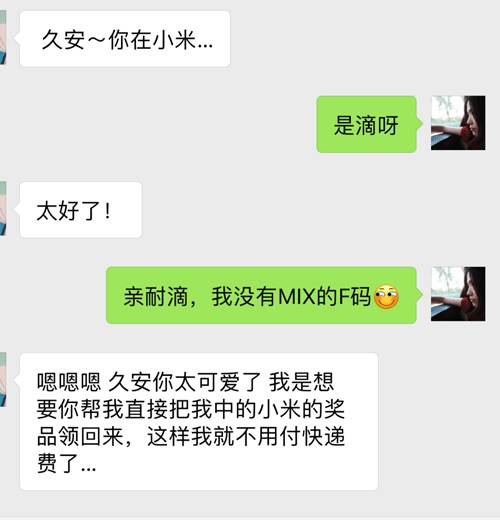 久安～你在小米...
是滴呀
太好了！
亲耐滴，我没有MIX的F码
嗯嗯嗯 久安你太可爱了 我是想
要你帮我直接把我中的小米的奖
品领回来，这样我就不用付快递
费了...